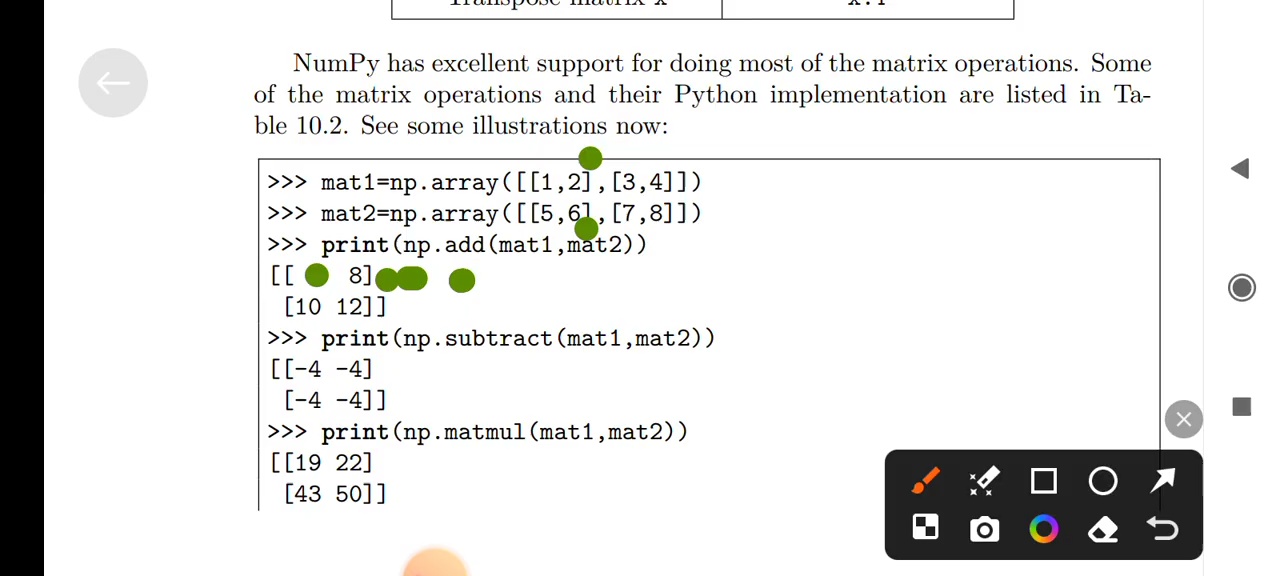 NumPy has excellent support for doing most of the matrix operations. Some
of the matrix operations and their Python implementation are listed in Ta-
ble 10.2. See some illustrations now:
>>> mat1=np.array([[1,2],[3,4]])
>>> mat2=np.array([[5,6],[7,8]])
>>> print(np.add(mat1,mat2))
[[ 8]
[10 12]]
>>> print(np.subtract(mat1,mat2))
[[-4 -4]
[-4 -4]]
>>> print(np.matmul(mat1,mat2))
[[19 22]
[43 50]]